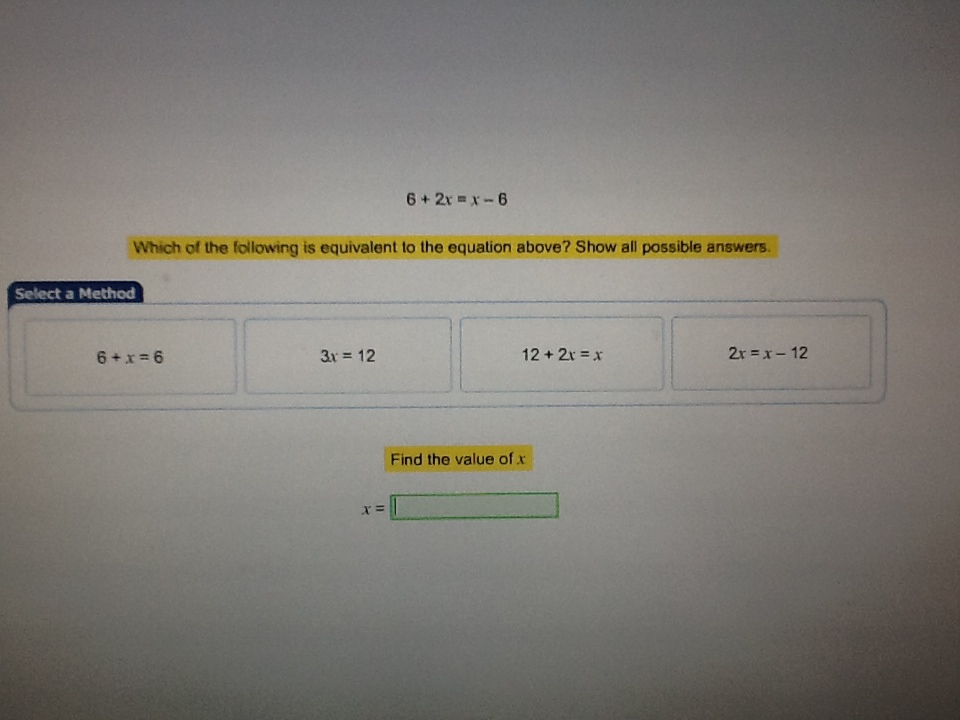 6 + 2x = x – 6
Which of the following is equivalent to the equation above? Show all possible answers.
Select a Method
6 + x = 6
3x = 12
12 + 2x = x
2x = x – 12
Find the value of x
x =